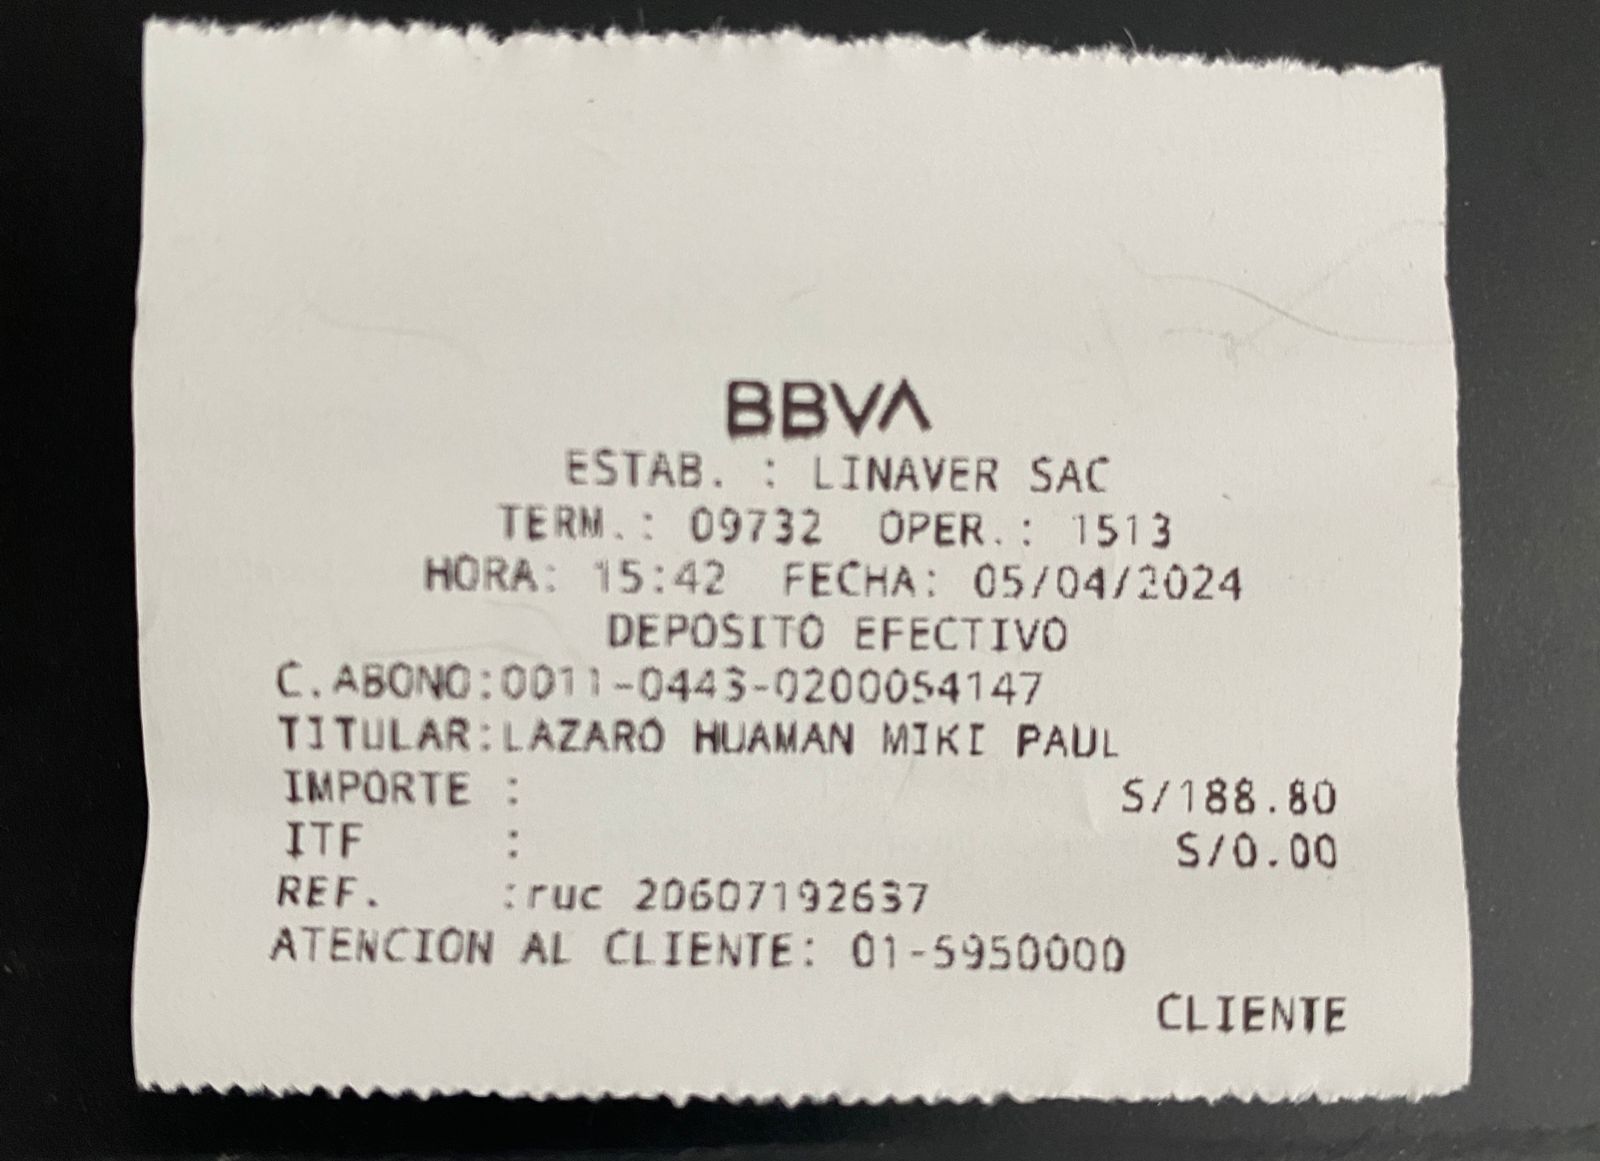 BBVA
ESTAB. : LINAVER SAC
TERM.: 09732 OPER.: 1513
HORA: 15:42 FECHA: 05/04/2024
DEPOSITO EFECTIVO
C.ABONO:0011-0443-0200054147
TITULAR:LAZARO HUAMAN MIKI PAUL
IMPORTE : S/188.80
ITF : S/0.00
REF. :ruc 20607192637
ATENCION AL CLIENTE: 01-5950000
CLIENTE